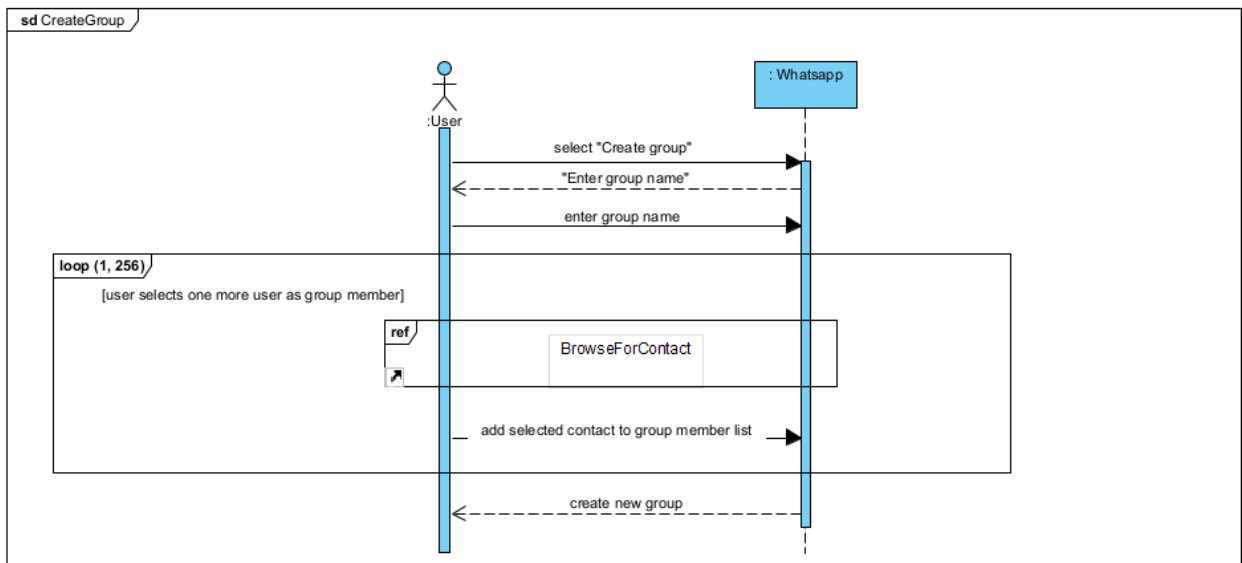 sd CreateGroup
:User
: Whatsapp
select "Create group"
"Enter group name"
enter group name
loop (1, 256)
[user selects one more user as group member]
ref
BrowseForContact
add selected contact to group member list
create new group